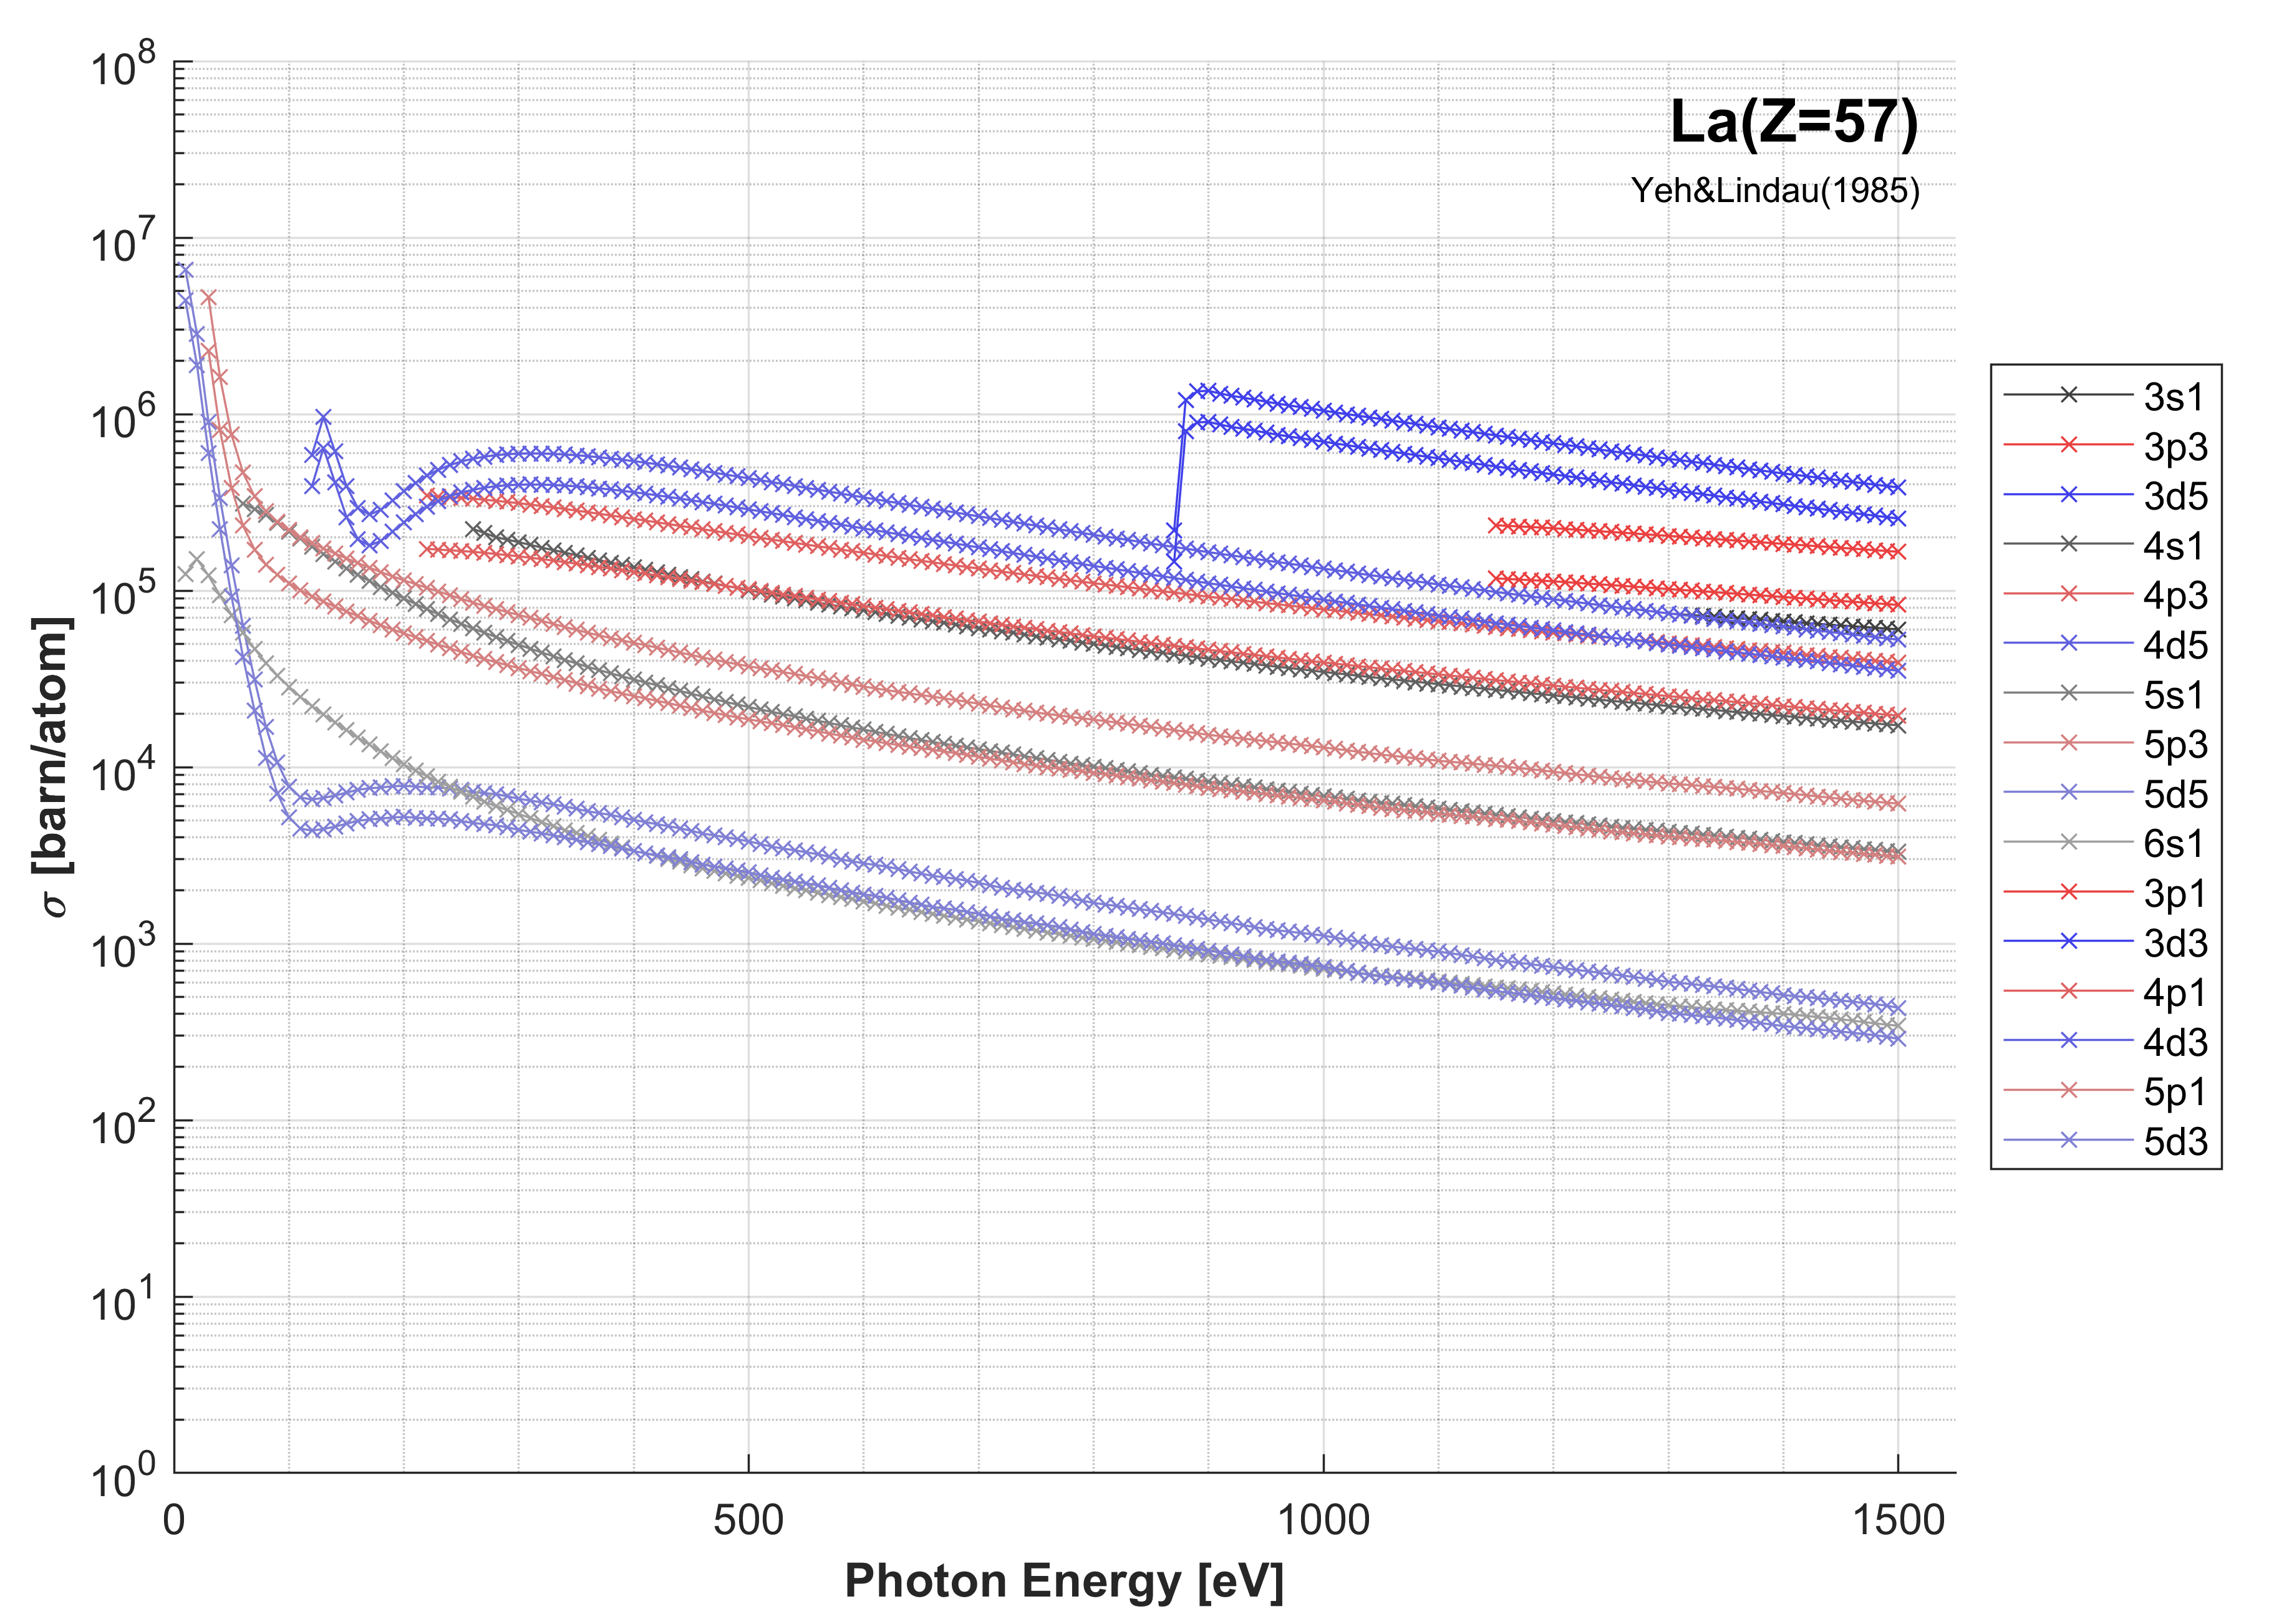 La(Z=57)
Yeh&Lindau(1985)
σ [barn/atom]
10^8
10^7
10^6
10^5
10^4
10^3
10^2
10^1
10^0
0
500
1000
1500
Photon Energy [eV]
3s1
3p3
3d5
4s1
4p3
4d5
5s1
5p3
5d5
6s1
3p1
3d3
4p1
4d3
5p1
5d3